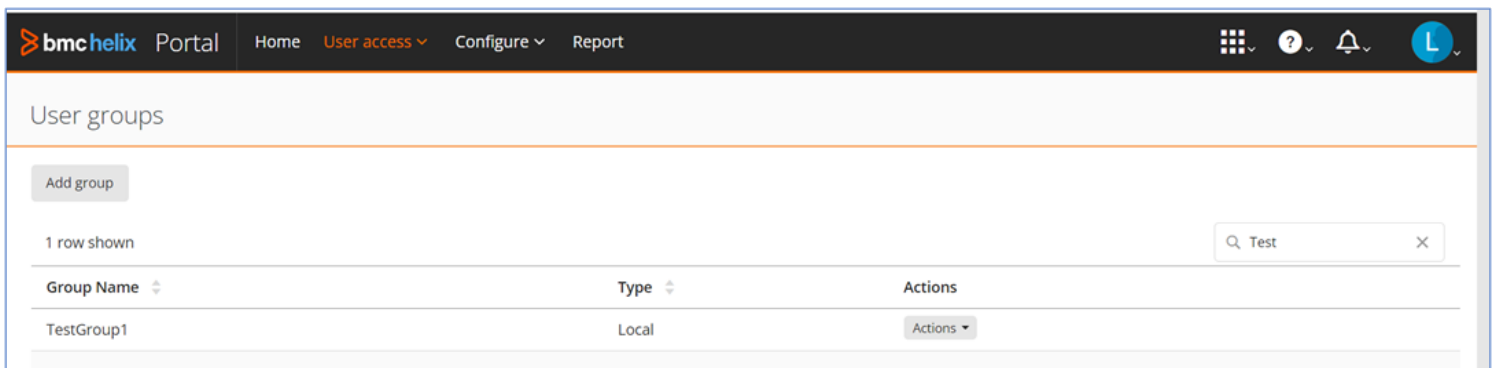 bmc helix Portal Home User access Configure Report ? L
User groups
Add group
1 row shown Test
Group Name Type Actions
TestGroup1 Local Actions